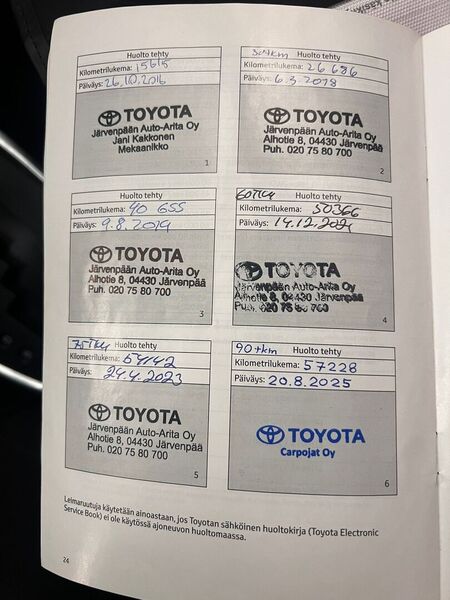 Huolto tehty
Kilometrilukema: 15615
Päiväys: 26.10.2016
TOYOTA
Järvenpään Auto-Arita Oy
Jani Kakkonen
Mekaanikko
1
Huolto tehty
Kilometrilukema: 26 686
Päiväys: 6.3.2018
TOYOTA
Järvenpään Auto-Arita Oy
Alhotie 8, 04430 Järvenpää
Puh. 020 75 80 700
2
Huolto tehty
Kilometrilukema: 40 655
Päiväys: 9.8.2019
TOYOTA
Järvenpään Auto-Arita Oy
Alhotie 8, 04430 Järvenpää
Puh. 020 75 80 700
3
Huolto tehty
Kilometrilukema: 50366
Päiväys: 14.12.2021
TOYOTA
Järvenpään Auto-Arita Oy
Alhotie 8, 04430 Järvenpää
Puh. 020 75 80 700
4
Huolto tehty
Kilometrilukema: 54142
Päiväys: 24.4.2023
TOYOTA
Järvenpään Auto-Arita Oy
Alhotie 8, 04430 Järvenpää
Puh. 020 75 80 700
5
90tkm Huolto tehty
Kilometrilukema: 57228
Päiväys: 20.8.2025
TOYOTA
Carpojat Oy
6
Leimaruutuja käytetään ainoastaan, jos Toyotan sähköinen huoltokirja (Toyota Electronic
Service Book) ei ole käytössä ajoneuvon huoltomaassa.
24